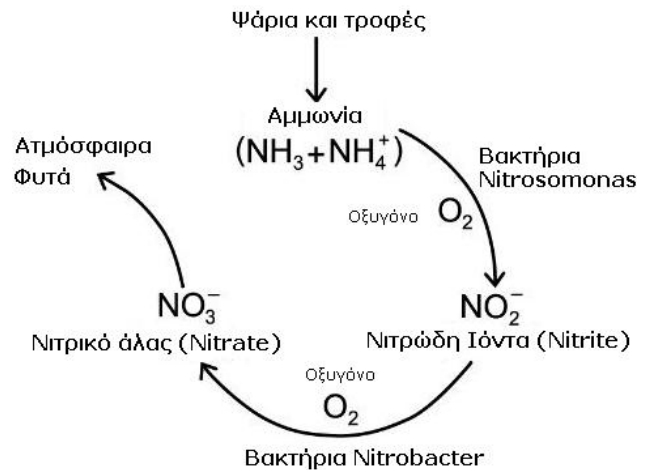 Ψάρια και τροφές
Αμμωνία
(NH₃ + NH₄⁺)
Ατμόσφαιρα
Φυτά
Βακτήρια
Nitrosomonas
Οξυγόνο O₂
NO₃⁻
Νιτρικό άλας (Nitrate)
NO₂⁻
Νιτρώδη Ιόντα (Nitrite)
Οξυγόνο
O₂
Βακτήρια Nitrobacter